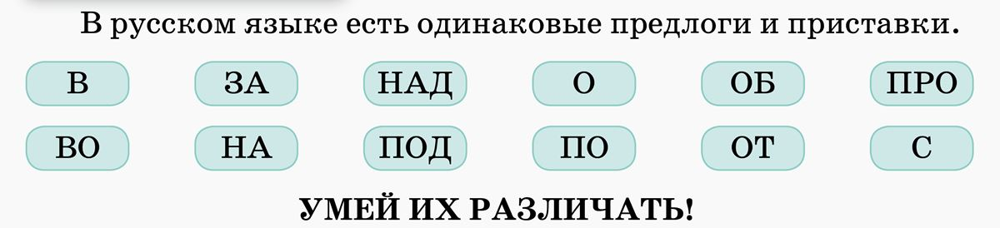 В русском языке есть одинаковые предлоги и приставки.
В ЗА НАД О ОБ ПРО
ВО НА ПОД ПО ОТ С
УМЕЙ ИХ РАЗЛИЧАТЬ!